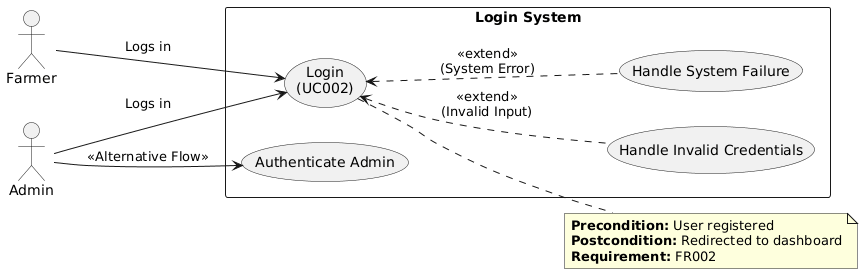 Login System
Farmer
Logs in
Login
(UC002)
«extend»
(System Error)
Handle System Failure
Admin
Logs in
«extend»
(Invalid Input)
Handle Invalid Credentials
«Alternative Flow»
Authenticate Admin
Precondition: User registered
Postcondition: Redirected to dashboard
Requirement: FR002